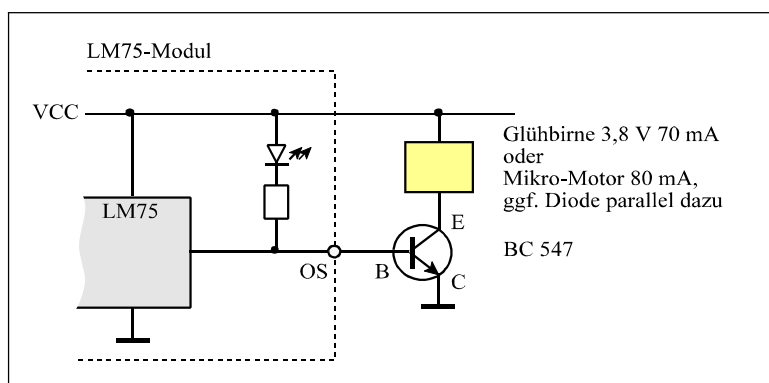 LM75-Modul
VCC
Glühbirne 3,8 V 70 mA
oder
Mikro-Motor 80 mA,
ggf. Diode parallel dazu
LM75
E
BC 547
OS
B
C